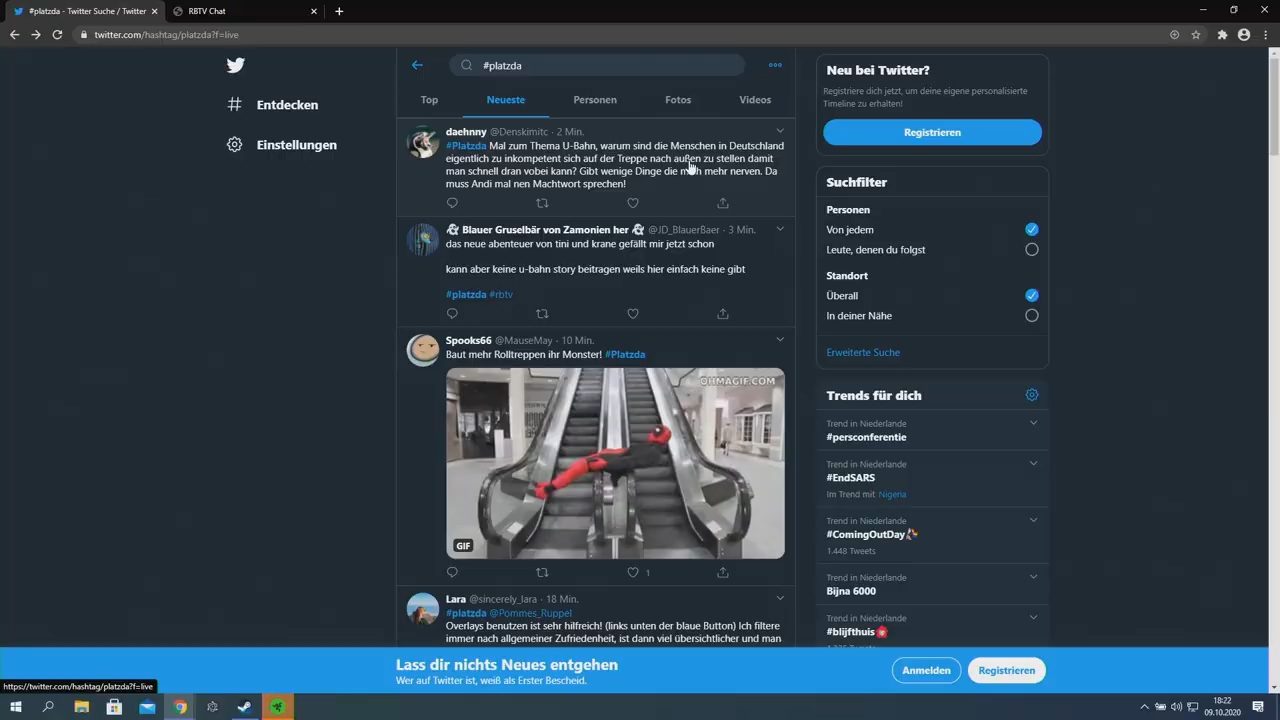 #platzda - Twitter Suche / Twitter
RBTV Chat
twitter.com/hashtag/platzda?f=live
Entdecken
Einstellungen
#platzda
Top
Neueste
Personen
Fotos
Videos
daehnny @Denskimitc · 2 Min.
#Platzda Mal zum Thema U-Bahn, warum sind die Menschen in Deutschland
eigentlich zu inkompetent sich auf der Treppe nach außen zu stellen damit
man schnell dran vobei kann? Gibt wenige Dinge die mich mehr nerven. Da
muss Andi mal nen Machtwort sprechen!
Blauer Gruselbär von Zamonien her @JD_Blauer8aer · 3 Min.
das neue abenteuer von tini und krane gefällt mir jetzt schon
kann aber keine u-bahn story beitragen weils hier einfach keine gibt
#platzda #rbtv
Spooks66 @MauseMay · 10 Min.
Baut mehr Rolltreppen ihr Monster! #Platzda
OHMAGIF.COM
GIF
1
Lara @sincerely_lara · 18 Min.
#platzda @Pommes_Ruppel
Overlays benutzen ist sehr hilfreich! (links unten der blaue Button) Ich filtere
immer nach allgemeiner Zufriedenheit, ist dann viel übersichtlicher und man
Neu bei Twitter?
Registriere dich jetzt, um deine eigene personalisierte
Timeline zu erhalten!
Registrieren
Suchfilter
Personen
Von jedem
Leute, denen du folgst
Standort
Überall
In deiner Nähe
Erweiterte Suche
Trends für dich
Trend in Niederlande
#persconferentie
Trend in Niederlande
#EndSARS
Im Trend mit Nigeria
Trend in Niederlande
#ComingOutDay
1.448 Tweets
Trend in Niederlande
Bijna 6000
Trend in Niederlande
#blijfthuis
Lass dir nichts Neues entgehen
Wer auf Twitter ist, weiß als Erster Bescheid.
Anmelden
Registrieren
https://twitter.com/hashtag/platzda?f=live
18:22
09.10.2020